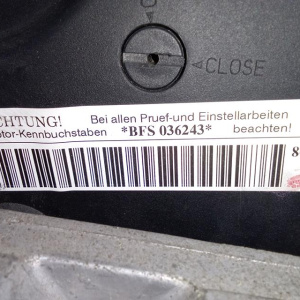 CLOSE
CHTUNG! Bei allen Pruef-und Einstellarbeiten
otor-Kennbuchstaben *BFS 036243* beachten!
8